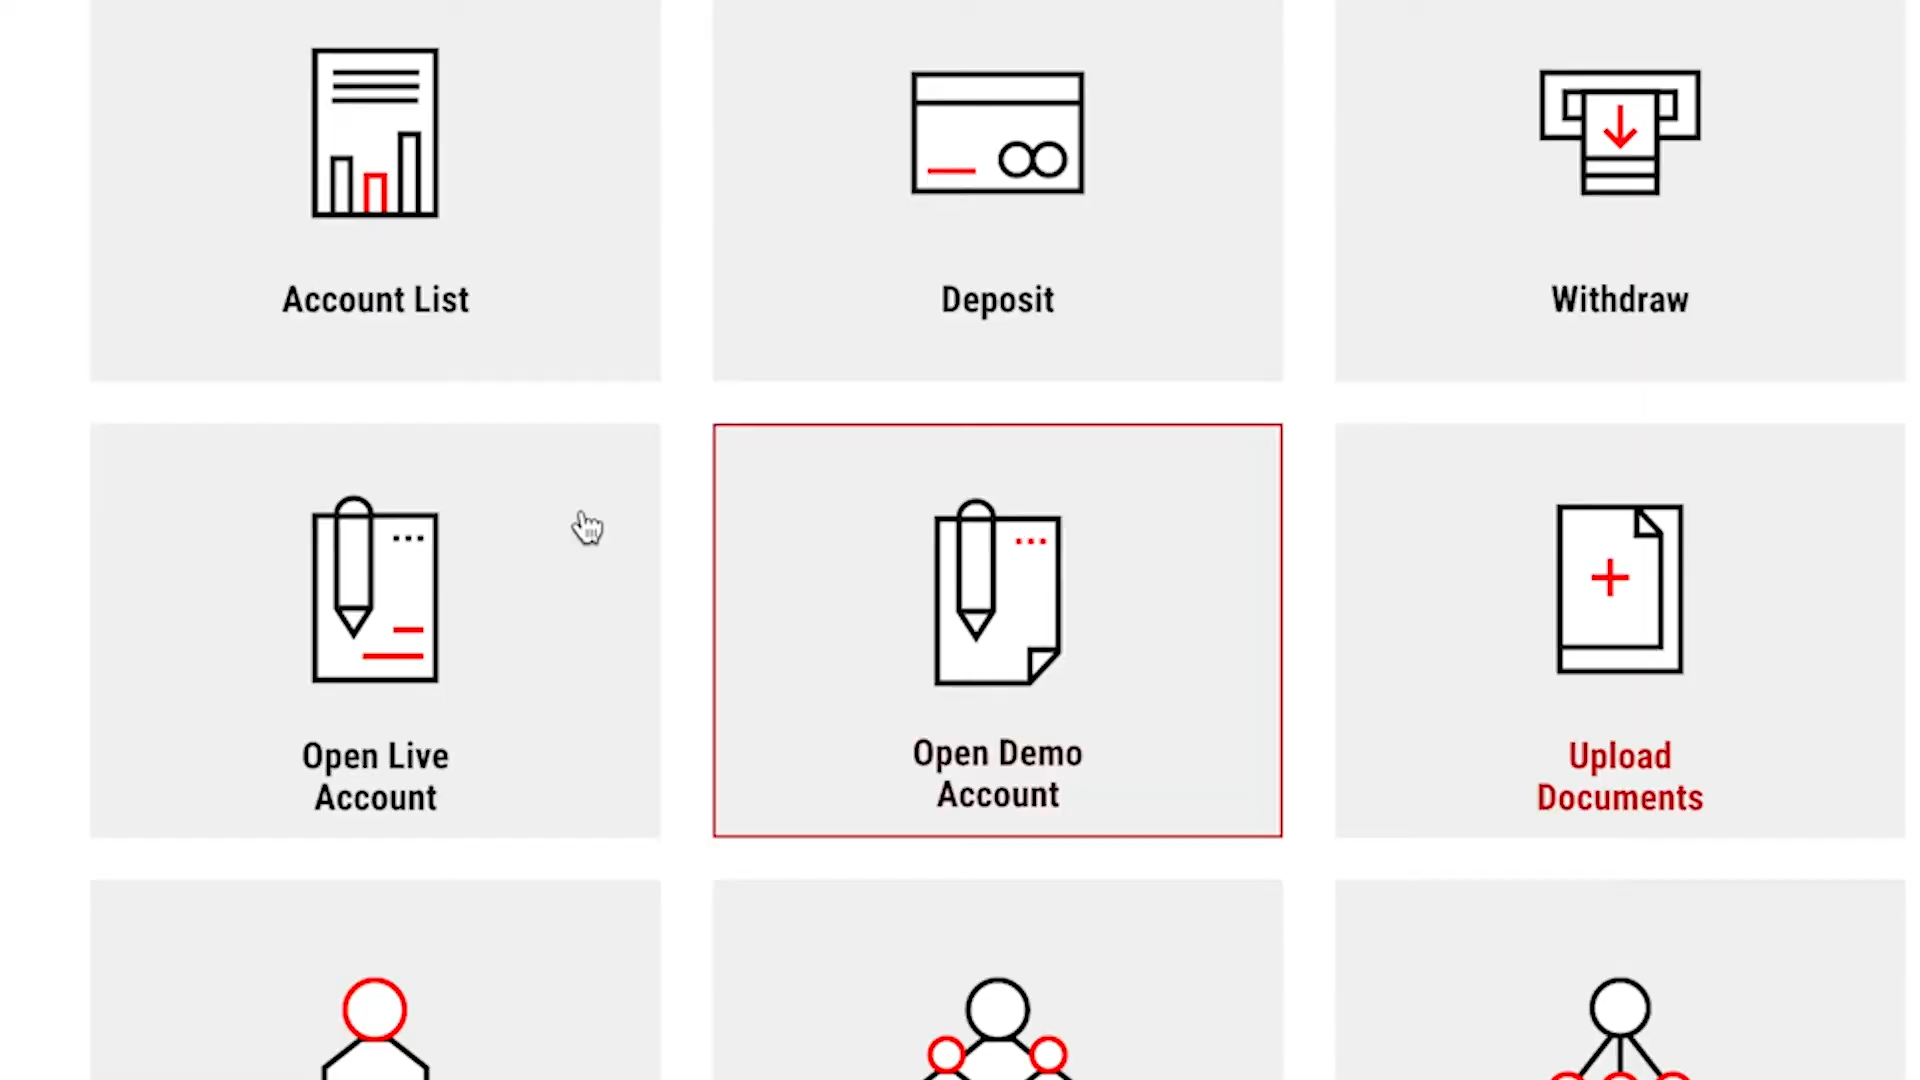 Account List
Deposit
Withdraw
Open Live
Account
Open Demo
Account
Upload
Documents